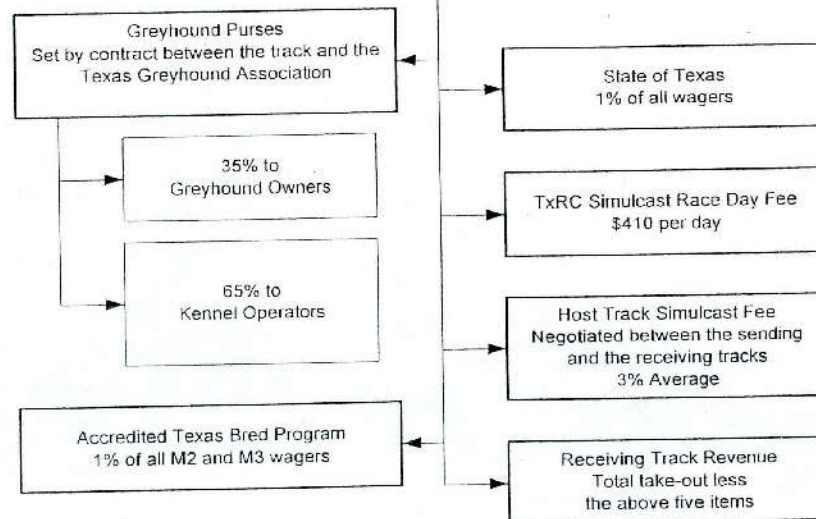 Greyhound Purses
Set by contract between the track and the
Texas Greyhound Association
35% to
Greyhound Owners
65% to
Kennel Operators
Accredited Texas Bred Program
1% of all M2 and M3 wagers
State of Texas
1% of all wagers
TxRC Simulcast Race Day Fee
$410 per day
Host Track Simulcast Fee
Negotiated between the sending
and the receiving tracks
3% Average
Receiving Track Revenue
Total take-out less
the above five items